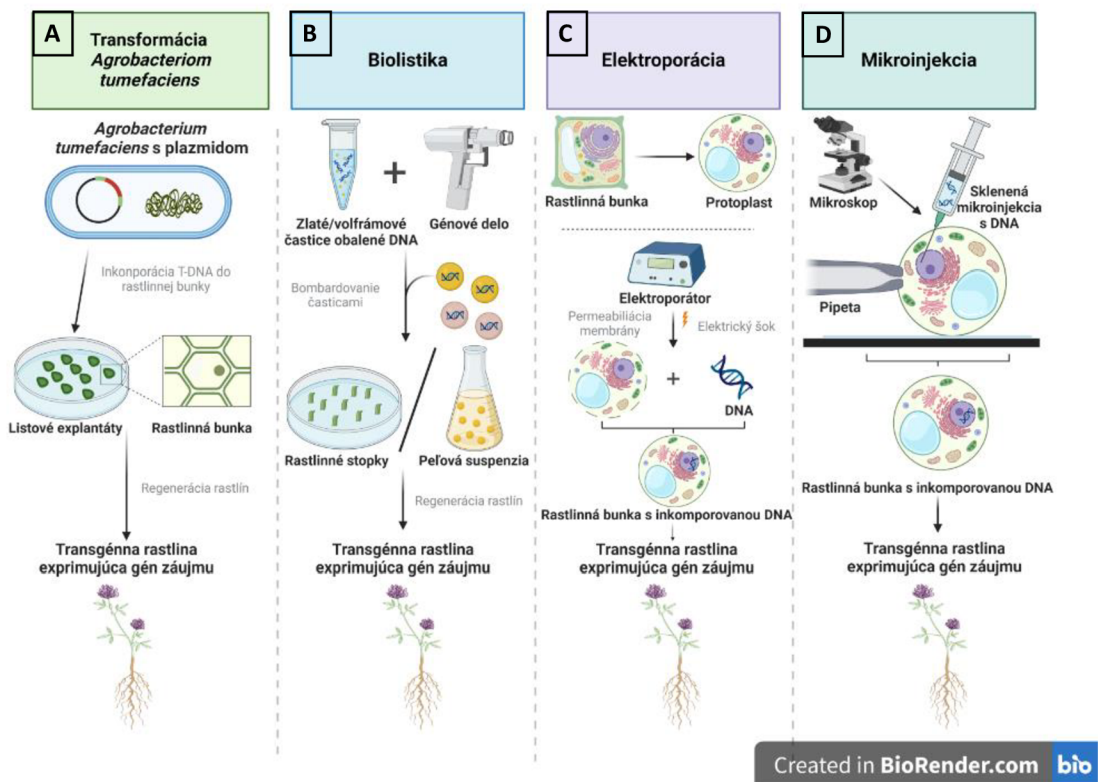 A
Transformácia
Agrobacteriom
tumefaciens
Agrobacterium
tumefaciens s plazmidom
Inkonporácia T-DNA do
rastlinnej bunky
Listové explantáty
Rastlinná bunka
Regenerácia rastlín
Transgénna rastlina
exprimujúca gén záujmu
B
Biolistika
Zlaté/volfrámové
častice obalené DNA
Génové delo
Bombardovanie
časticami
Rastlinné stopky
Peľová suspenzia
Regenerácia rastlín
Transgénna rastlina
exprimujúca gén záujmu
C
Elektroporácia
Rastlinná bunka
Protoplast
Elektroporátor
Permeabiliácia
membrány
Elektrický šok
DNA
Rastlinná bunka s inkomporovanou DNA
Transgénna rastlina
exprimujúca gén záujmu
D
Mikroinjekcia
Mikroskop
Sklenená
mikroinjekcia
s DNA
Pipeta
Rastlinná bunka s inkomporovanou DNA
Transgénna rastlina
exprimujúca gén záujmu
Created in BioRender.com bio